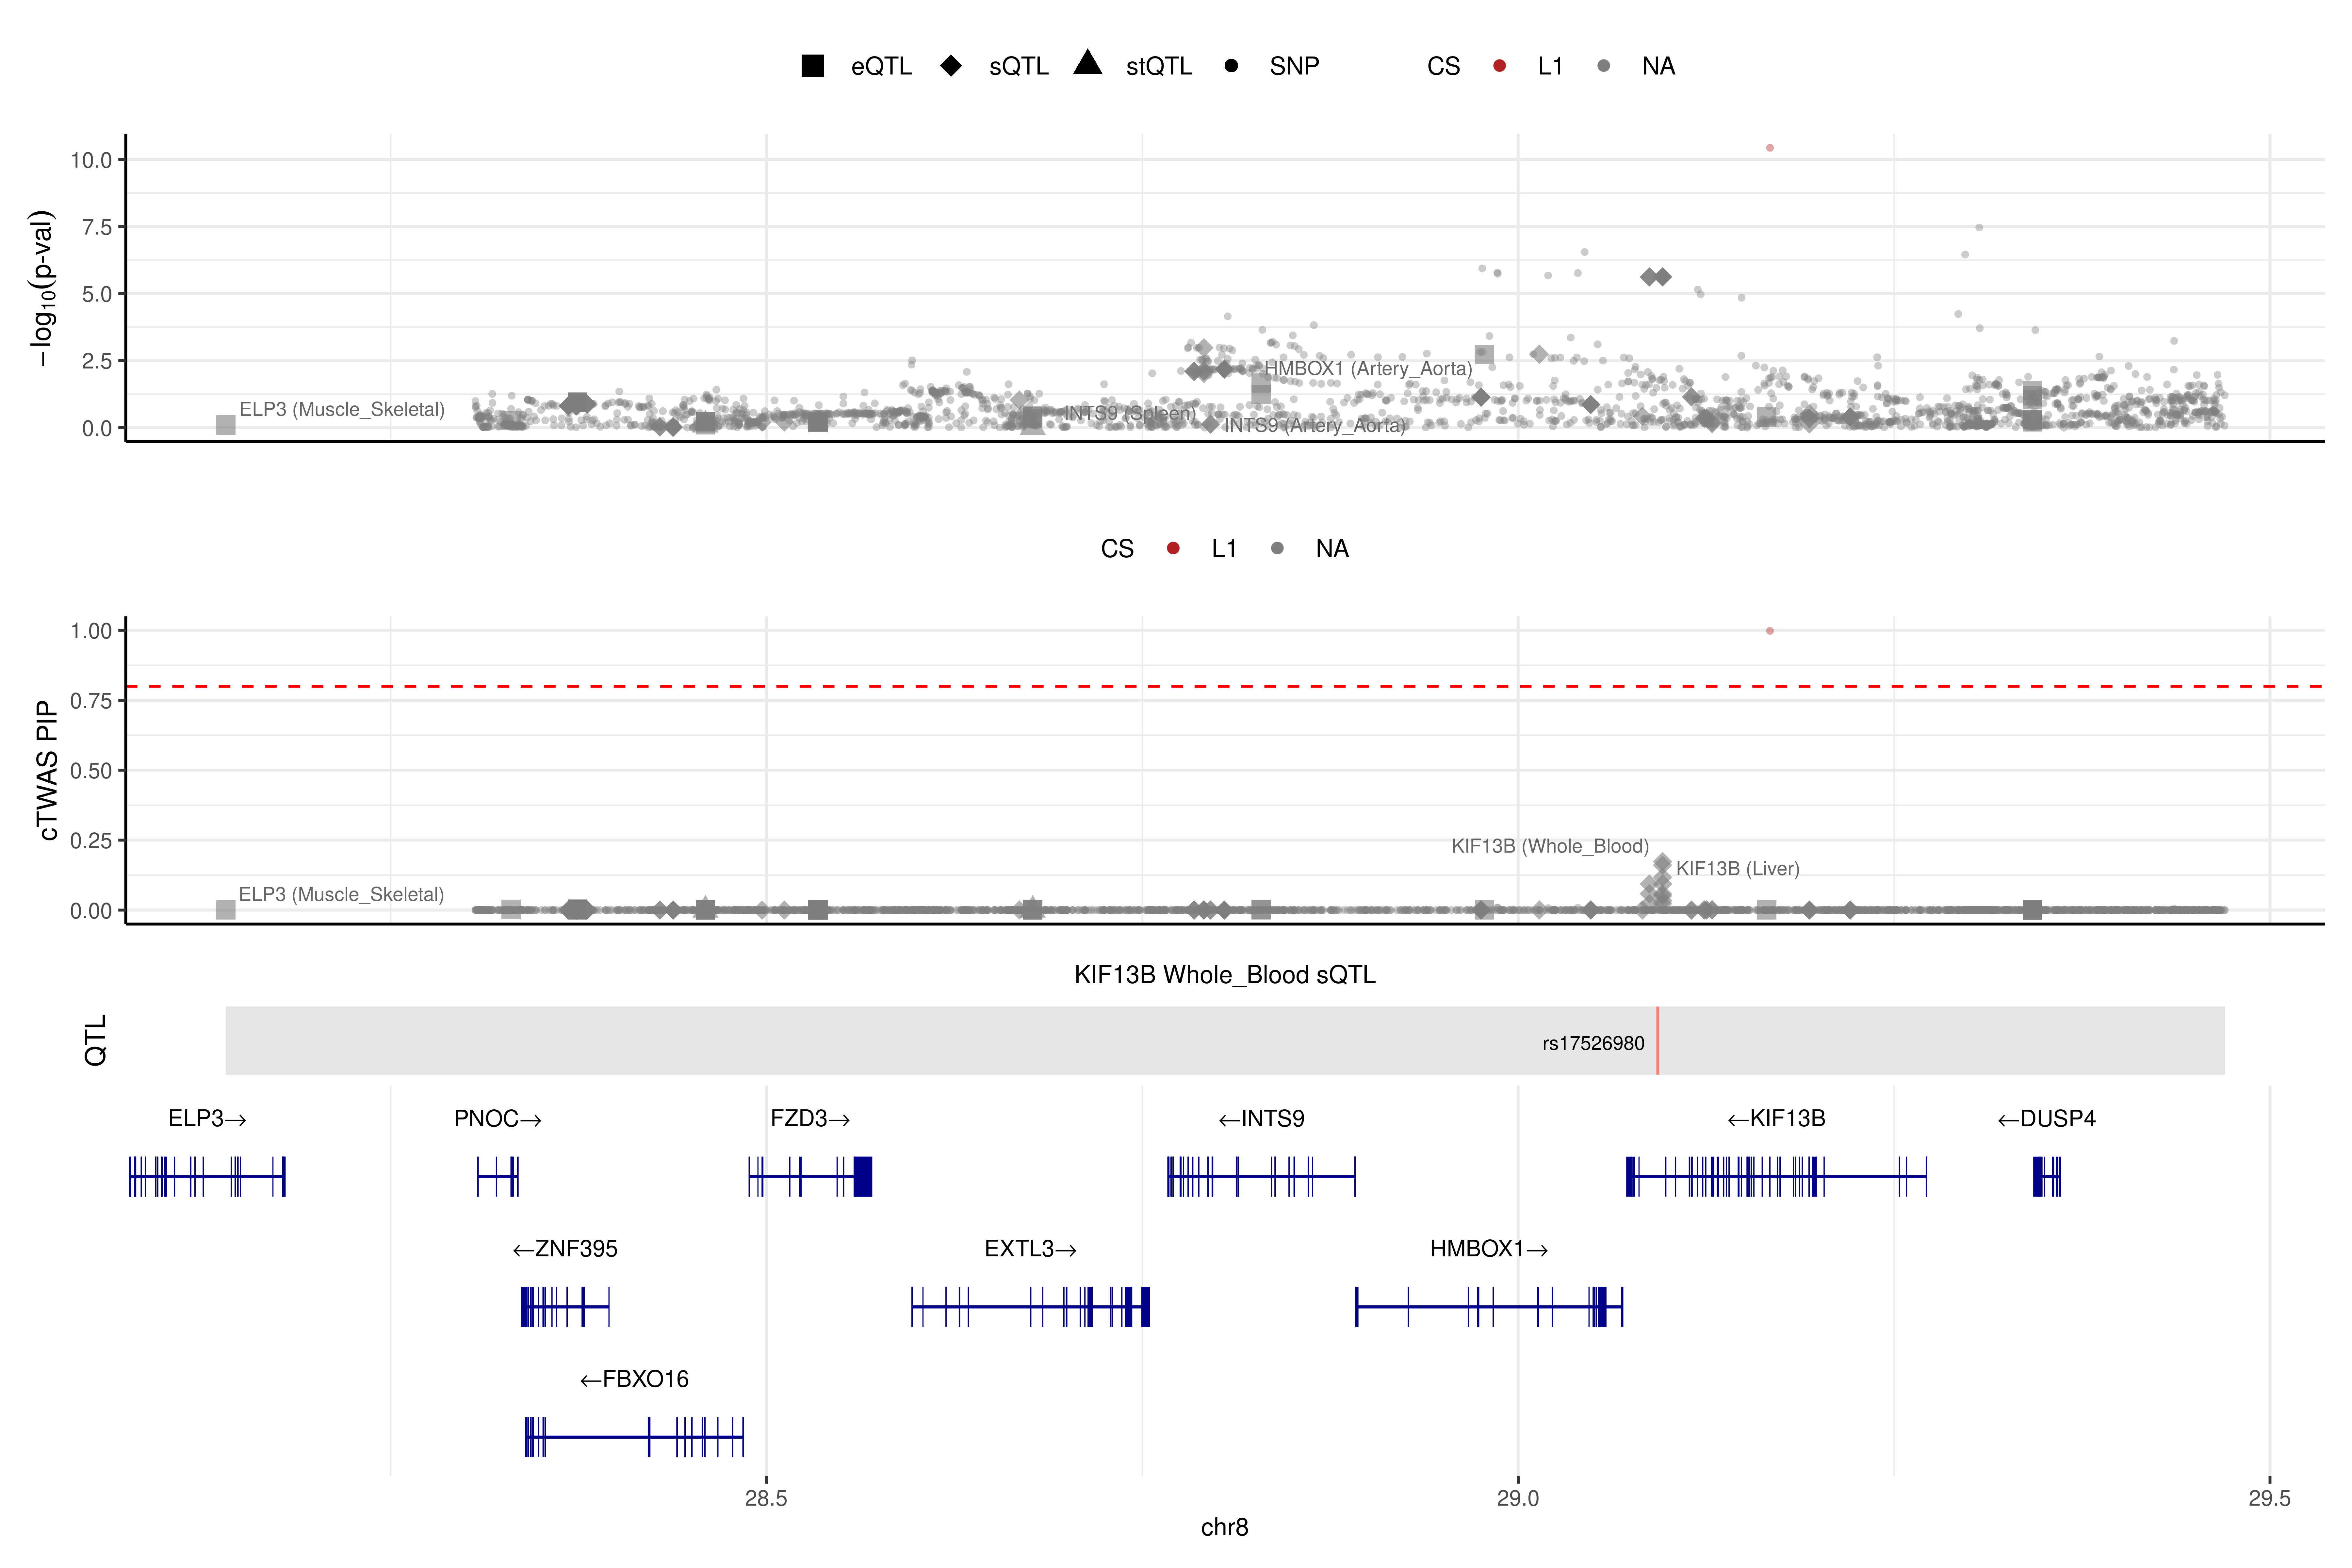 eQTL sQTL stQTL SNP CS L1 NA
−log10(p-val)
10.0
7.5
5.0
2.5
0.0
ELP3 (Muscle_Skeletal)
HMBOX1 (Artery_Aorta)
INTS9 (Spleen)
INTS9 (Artery_Aorta)
CS L1 NA
cTWAS PIP
1.00
0.75
0.50
0.25
0.00
KIF13B (Whole_Blood)
KIF13B (Liver)
ELP3 (Muscle_Skeletal)
KIF13B Whole_Blood sQTL
QTL
rs17526980
ELP3→ PNOC→ FZD3→ ←INTS9 ←KIF13B ←DUSP4
←ZNF395 EXTL3→ HMBOX1→
←FBXO16
28.5 29.0 29.5
chr8